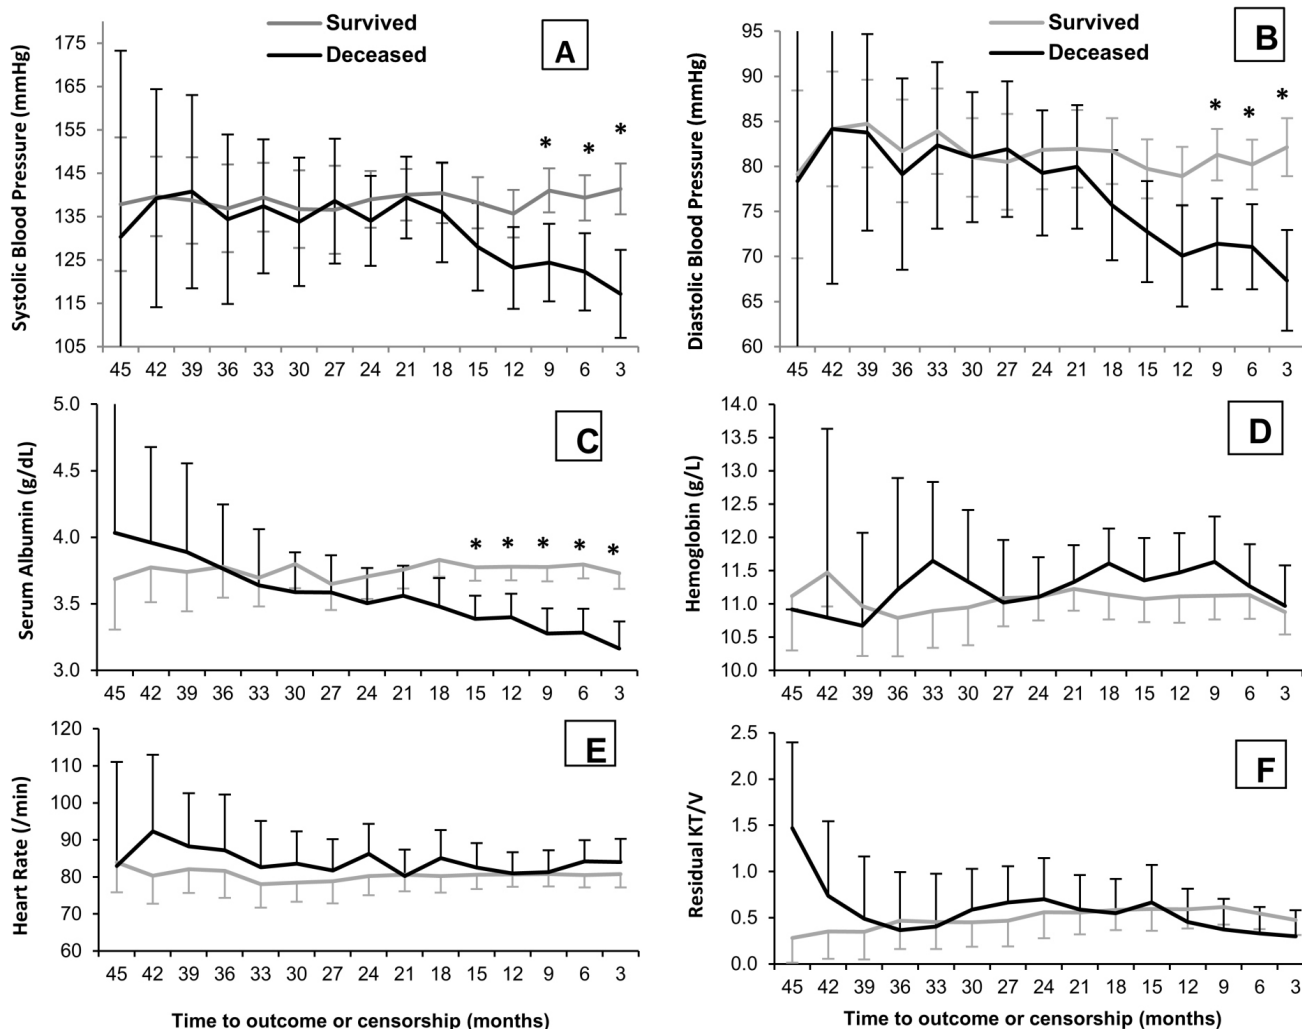 Survived
Deceased
A
Systolic Blood Pressure (mmHg)
175
155
135
125
115
105
* * *
45 42 39 36 33 30 27 24 21 18 15 12 9 6 3
Survived
Deceased
B
Diastolic Blood Pressure (mmHg)
95
90
85
80
75
70
65
60
* * *
45 42 39 36 33 30 27 24 21 18 15 12 9 6 3
C
Serum Albumin (g/dL)
5.0
4.5
4.0
3.5
3.0
* * * * *
45 42 39 36 33 30 27 24 21 18 15 12 9 6 3
D
Hemoglobin (g/L)
14.0
13.5
13.0
12.5
12.0
11.5
11.0
10.5
10.0
45 42 39 36 33 30 27 24 21 18 15 12 9 6 3
E
Heart Rate (/min)
120
110
100
90
80
70
60
45 42 39 36 33 30 27 24 21 18 15 12 9 6 3
Time to outcome or censorship (months)
F
Residual KT/V
2.5
2.0
1.5
1.0
0.5
0.0
45 42 39 36 33 30 27 24 21 18 15 12 9 6 3
Time to outcome or censorship (months)